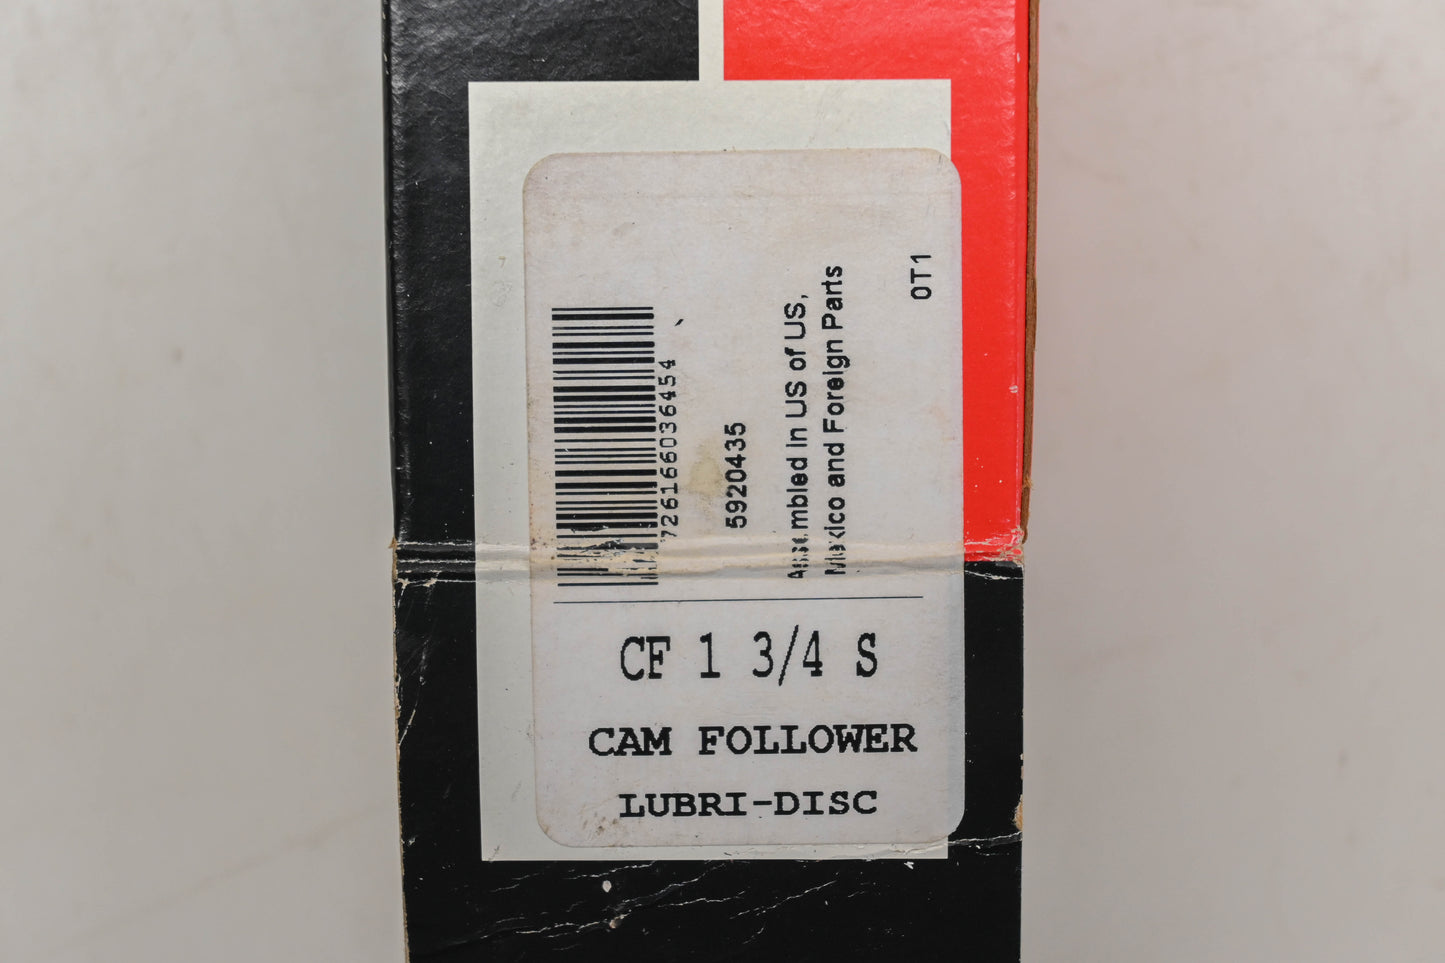 726166036454
5920435
Assembled in US of US,
Mexico and Foreign Parts
0T1
CF 1 3/4 S
CAM FOLLOWER
LUBRI-DISC